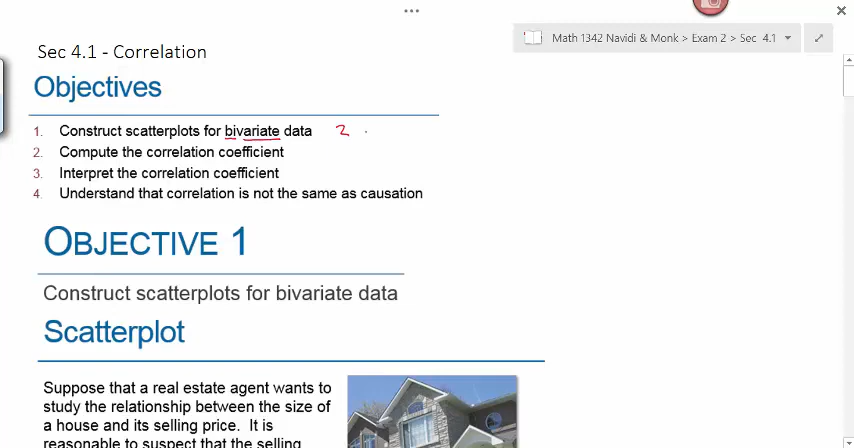 Math 1342 Navidi & Monk > Exam 2 > Sec 4.1
Sec 4.1 - Correlation
Objectives
1. Construct scatterplots for bivariate data 2
2. Compute the correlation coefficient
3. Interpret the correlation coefficient
4. Understand that correlation is not the same as causation
OBJECTIVE 1
Construct scatterplots for bivariate data
Scatterplot
Suppose that a real estate agent wants to
study the relationship between the size of
a house and its selling price. It is
reasonable to suspect that the selling